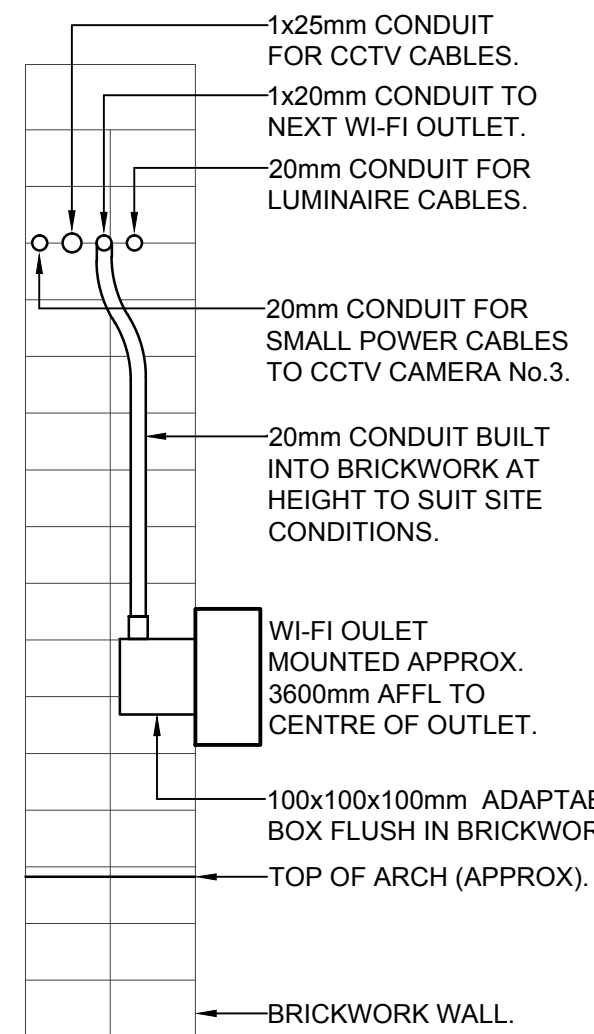 1x25mm CONDUIT
FOR CCTV CABLES.
1x20mm CONDUIT TO
NEXT WI-FI OUTLET.
20mm CONDUIT FOR
LUMINAIRE CABLES.
20mm CONDUIT FOR
SMALL POWER CABLES
TO CCTV CAMERA No.3.
20mm CONDUIT BUILT
INTO BRICKWORK AT
HEIGHT TO SUIT SITE
CONDITIONS.
WI-FI OULET
MOUNTED APPROX.
3600mm AFFL TO
CENTRE OF OUTLET.
100x100x100mm
BOX FLUSH IN
TOP OF ARCH (APPROX).
BRICKWORK WALL.